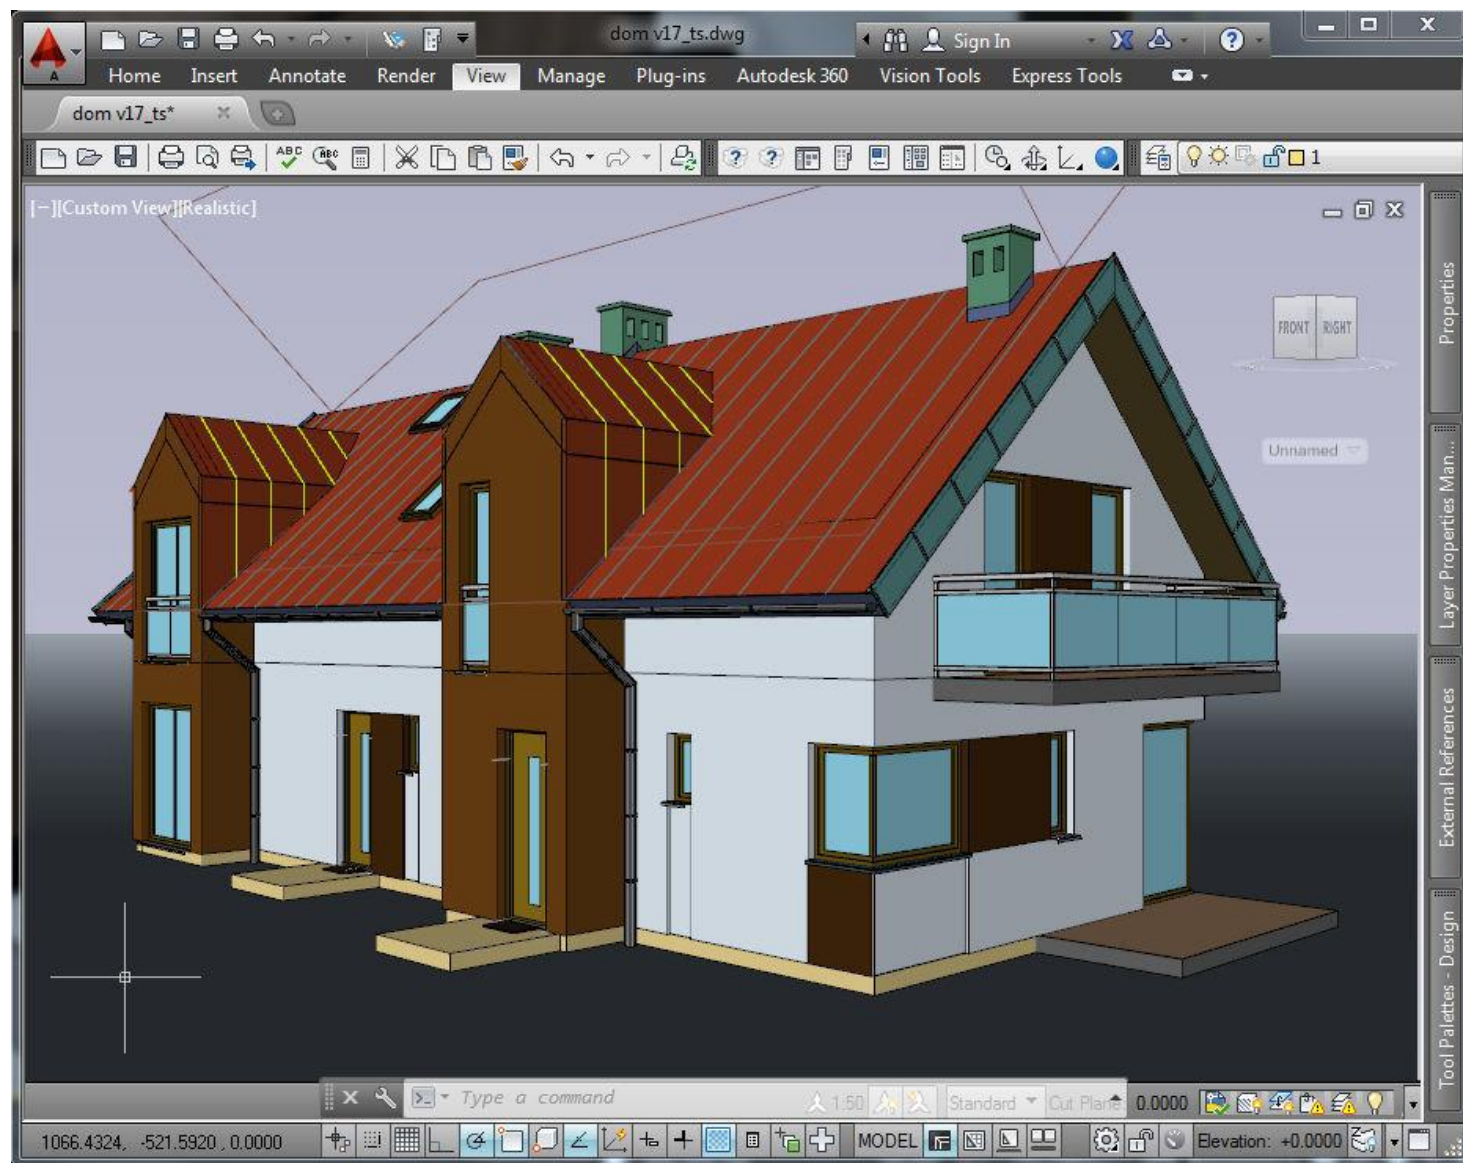 dom v17_ts.dwg
Sign In
A
Home Insert Annotate Render View Manage Plug-ins Autodesk 360 Vision Tools Express Tools
dom v17_ts*
ABC
ABC
1
[−][Custom View][Realistic]
FRONT RIGHT
Unnamed
Properties
Layer Properties Man...
External References
Tool Palettes - Design
Type a command
1:50 Standard Cut Plane 0.0000
1066.4324, -521.5920 , 0.0000 MODEL Elevation: +0.0000